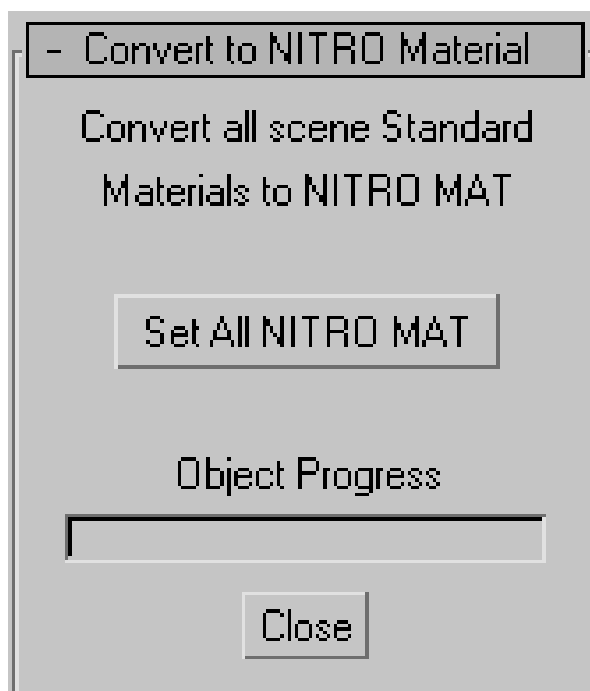 - Convert to NITRO Material
Convert all scene Standard
Materials to NITRO MAT
Set All NITRO MAT
Object Progress
Close